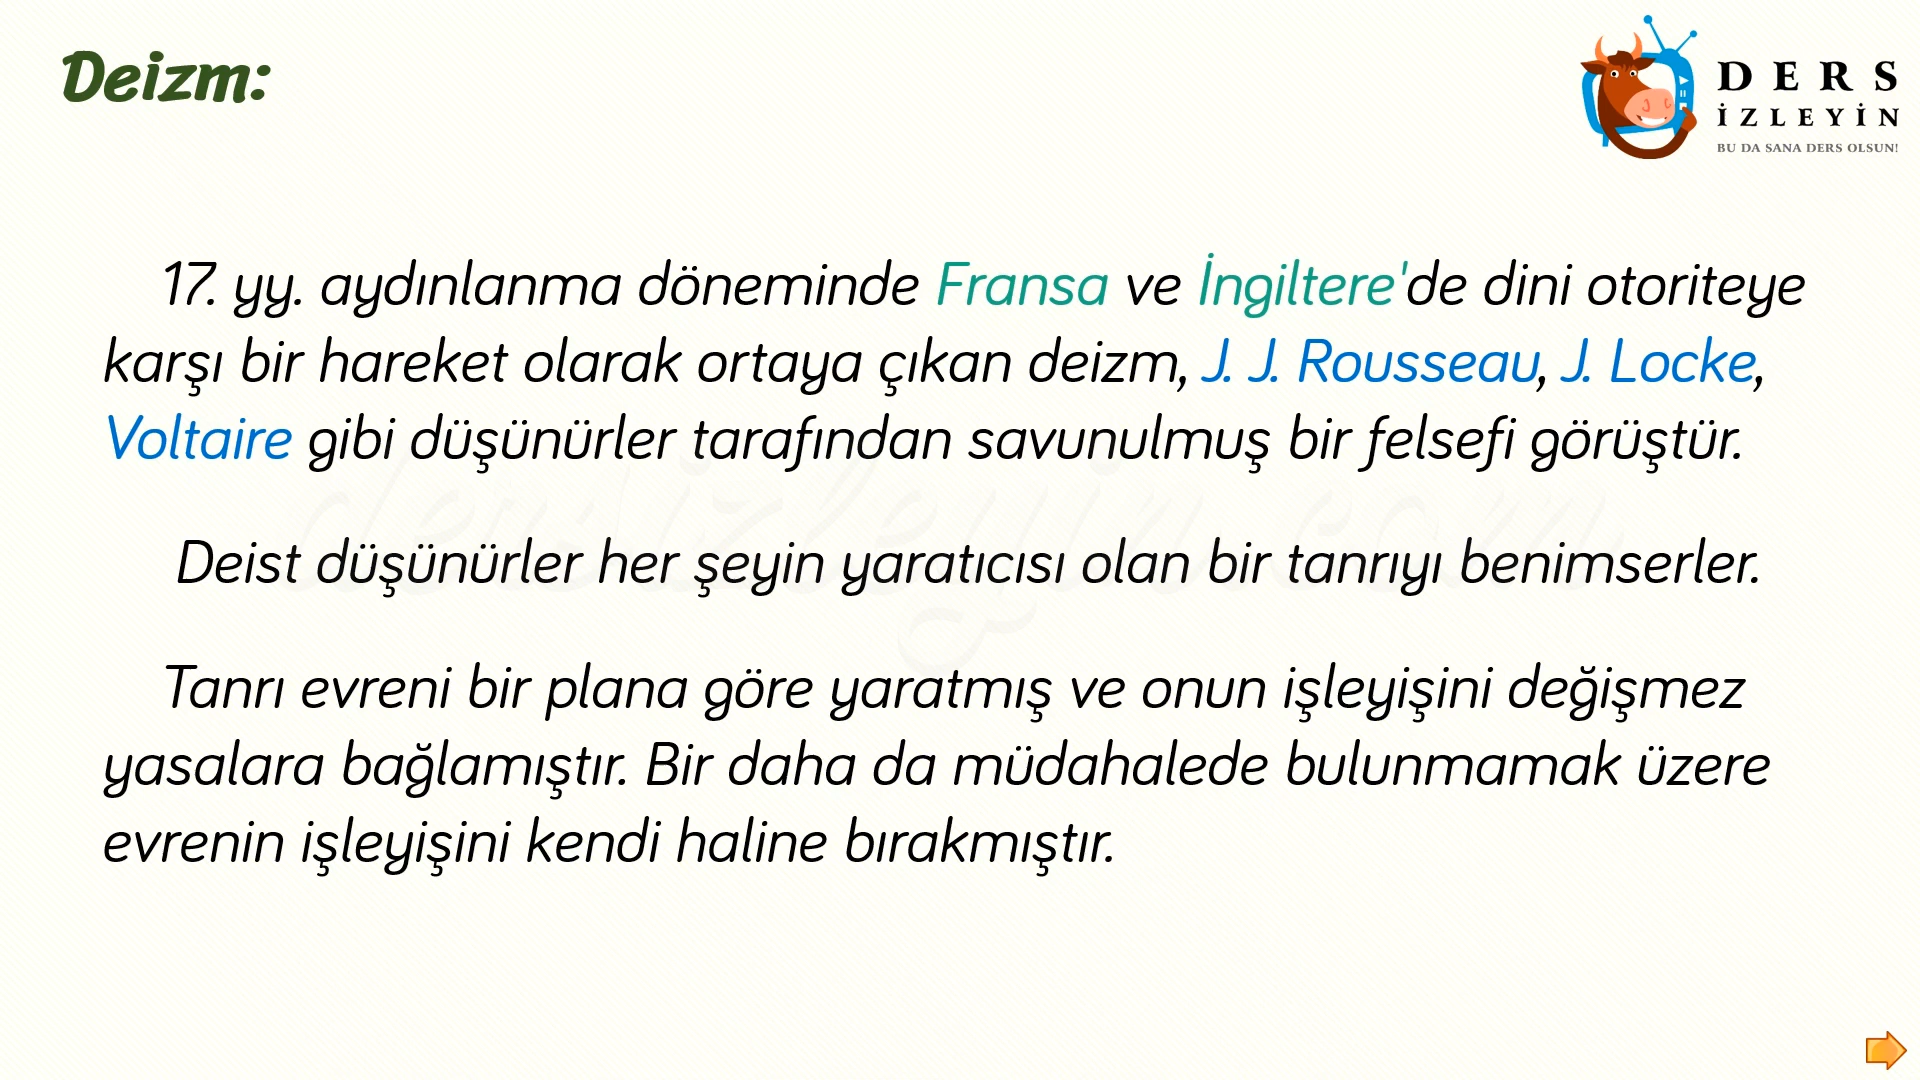 Deizm:
DERS
İZLEYİN
BU DA SANA DERS OLSUN!
17. yy. aydınlanma döneminde Fransa ve İngiltere'de dini otoriteye
karşı bir hareket olarak ortaya çıkan deizm, J. J. Rousseau, J. Locke,
Voltaire gibi düşünürler tarafından savunulmuş bir felsefi görüştür.
dersizleyin.com
Deist düşünürler her şeyin yaratıcısı olan bir tanrıyı benimserler.
Tanrı evreni bir plana göre yaratmış ve onun işleyişini değişmez
yasalara bağlamıştır. Bir daha da müdahalede bulunmamak üzere
evrenin işleyişini kendi haline bırakmıştır.